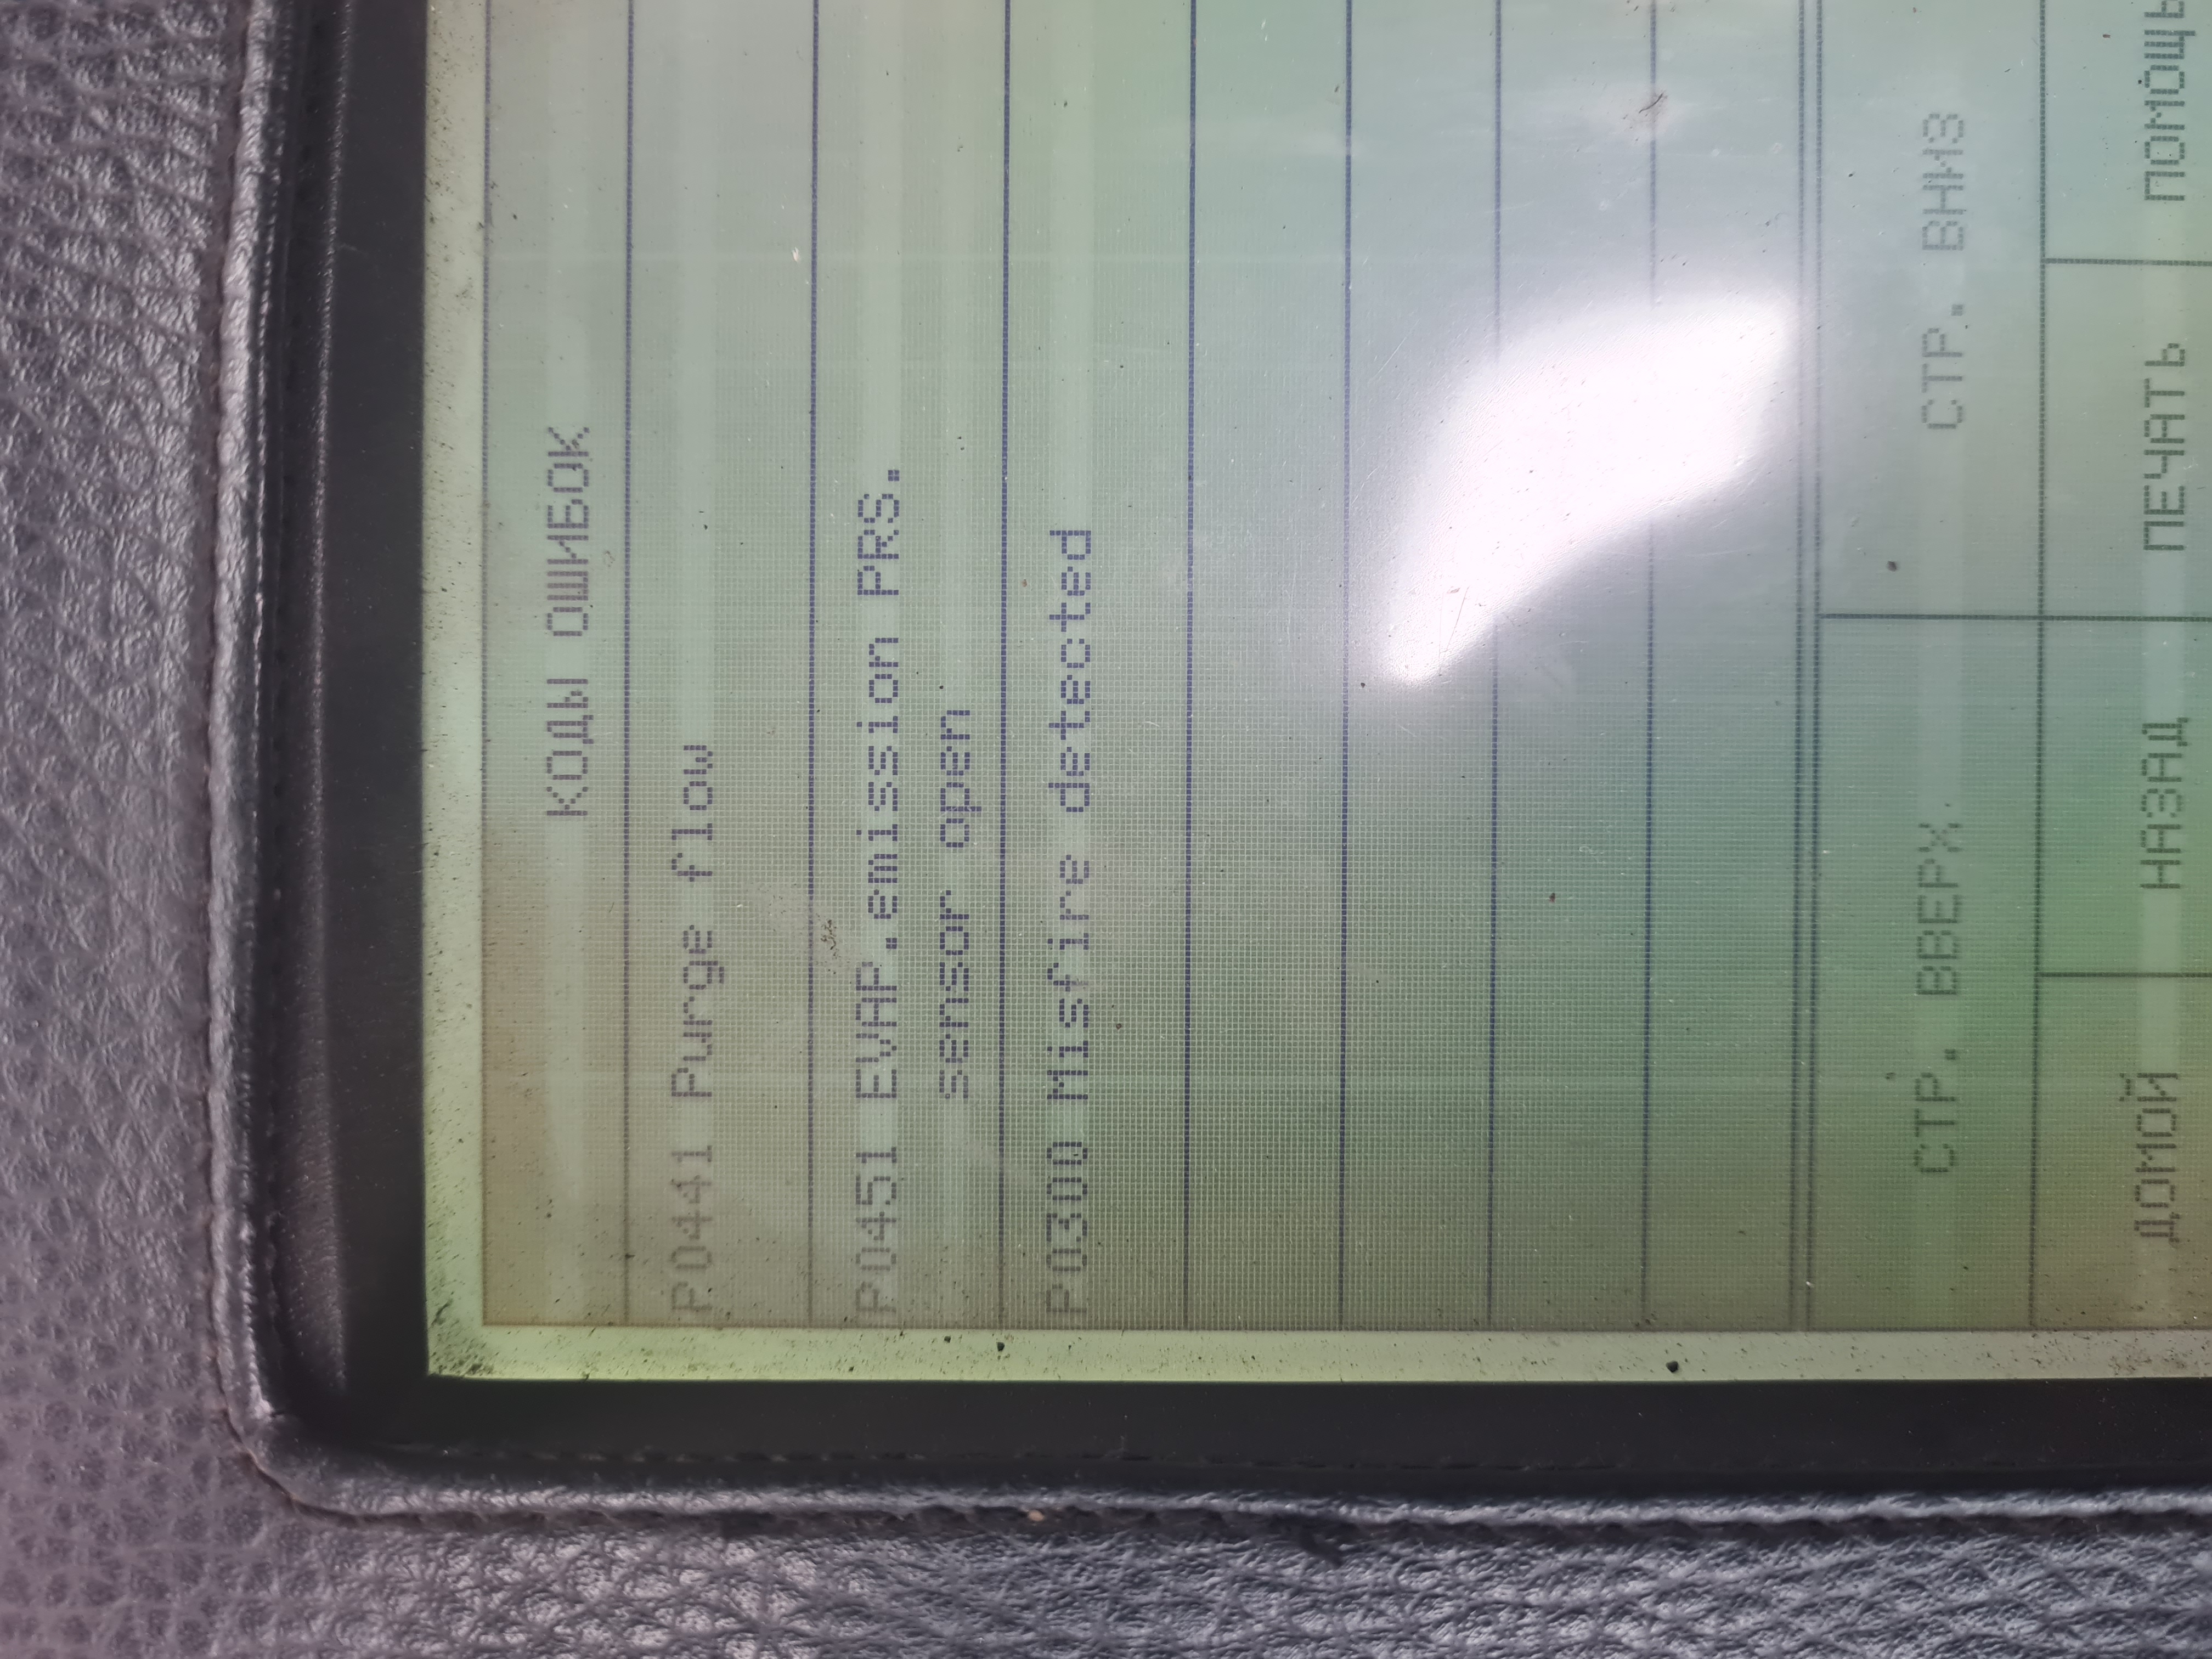 КОДЫ ОШИБОК
P0441 Purge flow
P0451 EVAP.emission PRS.
sensor open
P0300 Misfire detected
СТР. ВВЕРХ СТР. ВНИЗ
ДОМОЙ НАЗАД ПЕЧАТЬ ПОМОЩЬ